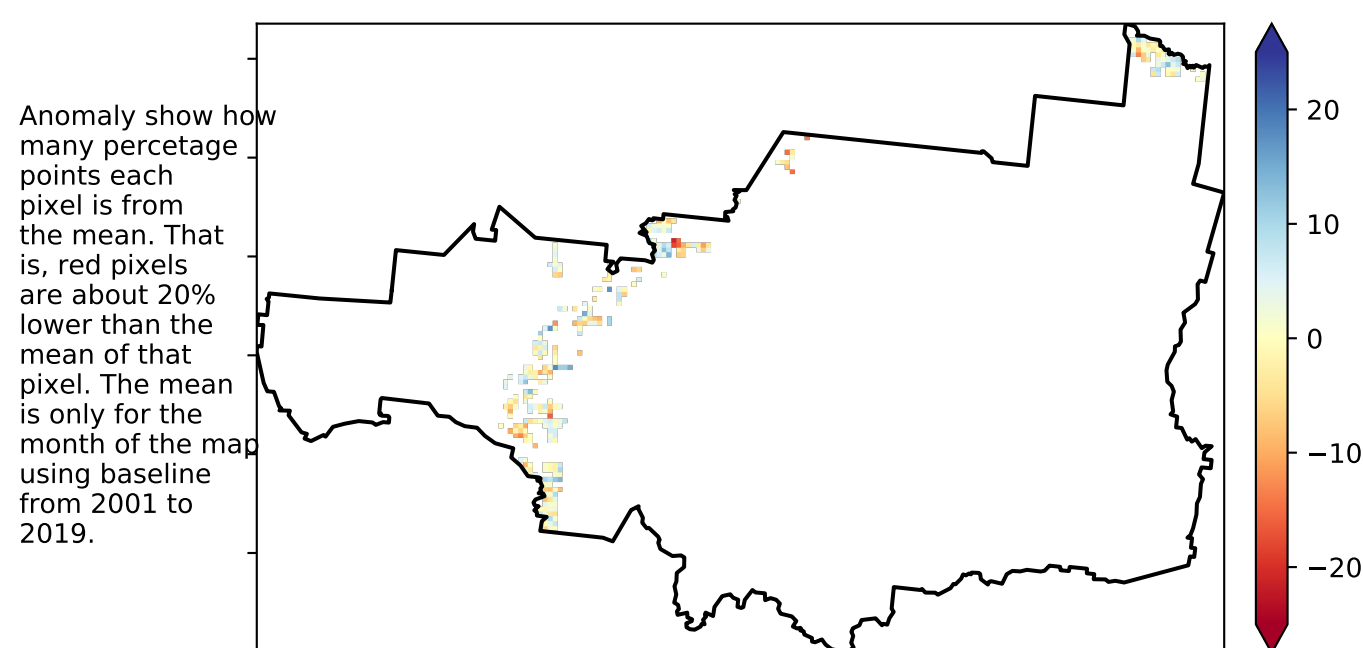 Anomaly show how
many percetage
points each
pixel is from
the mean. That
is, red pixels
are about 20%
lower than the
mean of that
pixel. The mean
is only for the
month of the map
using baseline
from 2001 to
2019.
20
10
0
−10
−20